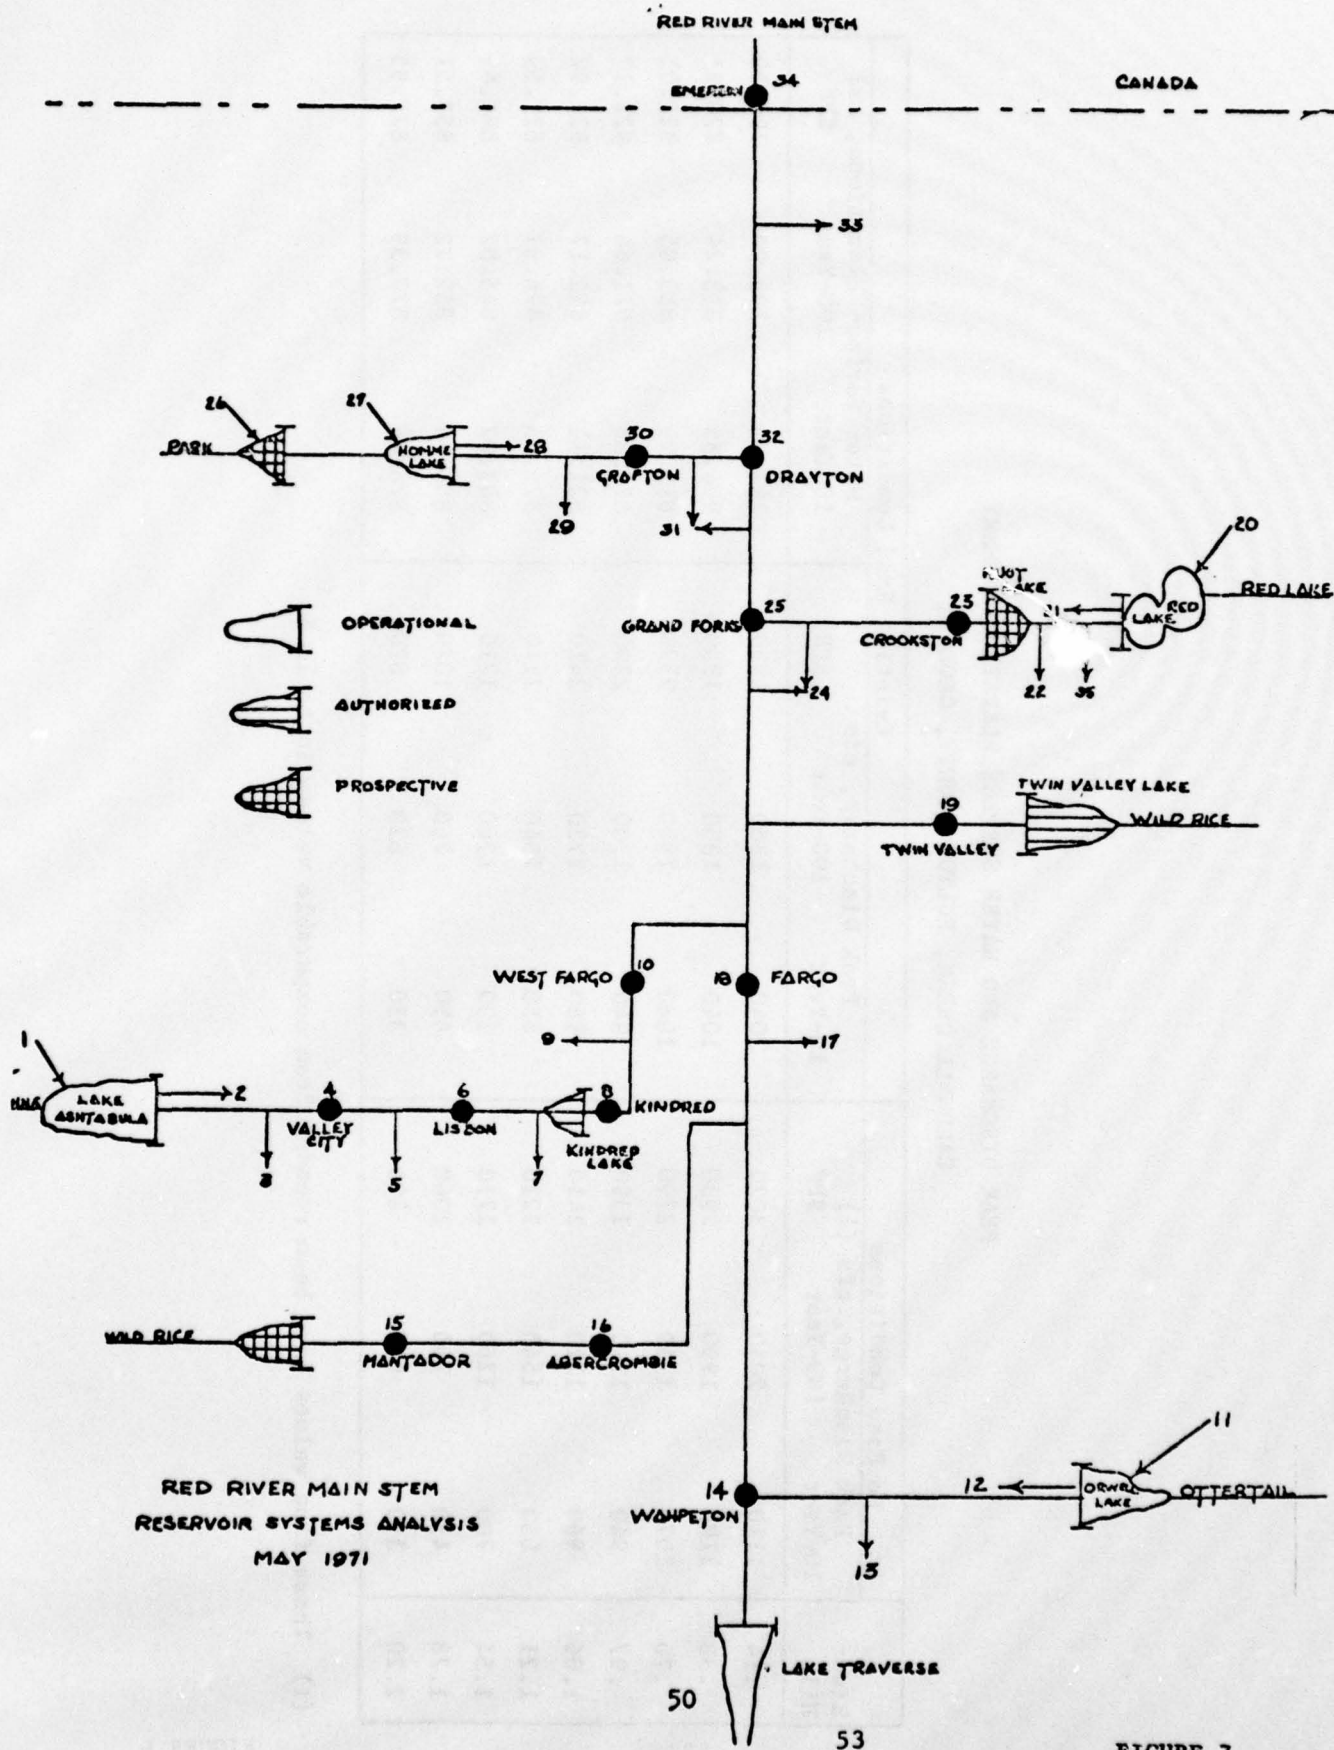 RED RIVER MAIN STEM
34
EMERSON
CANADA
33
26
27
PARK
HOMME
LAKE
28
30
GRAFTON
32
DRAYTON
29
31
20
RED LAKE
LAKE
21
RED
LAKE
25
GRAND FORKS
23
CROOKSTON
22
35
24
OPERATIONAL
AUTHORIZED
PROSPECTIVE
TWIN VALLEY LAKE
19
TWIN VALLEY
WILD RICE
WEST FARGO
10
18
FARGO
9
17
1
LAKE
ASHTABULA
2
4
VALLEY
CITY
6
LISBON
8
KINDRED
KINDRED
LAKE
3
5
7
WILD RICE
15
MANTADOR
16
ABERCROMBIE
11
14
WAHPETON
12
ORWELL
LAKE
OTTERTAIL
13
RED RIVER MAIN STEM
RESERVOIR SYSTEMS ANALYSIS
MAY 1971
LAKE TRAVERSE
50
53